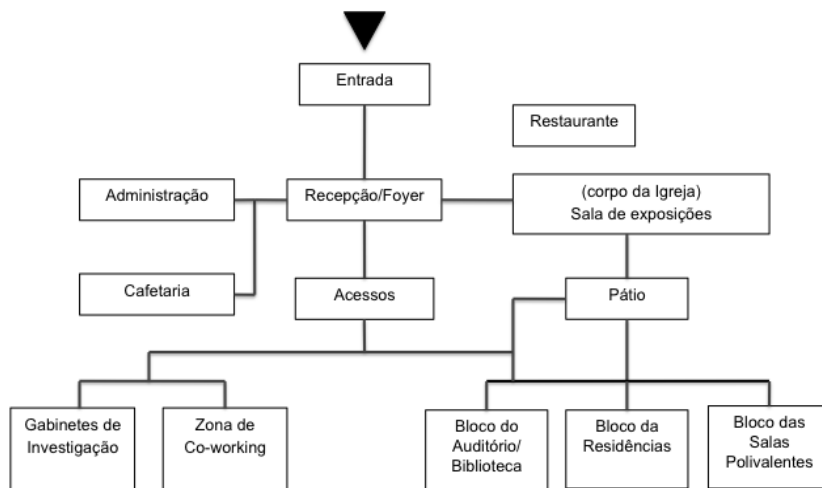 Entrada
Restaurante
Administração
Recepção/Foyer
(corpo da Igreja)
Sala de exposições
Cafetaria
Acessos
Pátio
Gabinetes de
Investigação
Zona de
Co-working
Bloco do
Auditório/
Biblioteca
Bloco da
Residências
Bloco das
Salas
Polivalentes